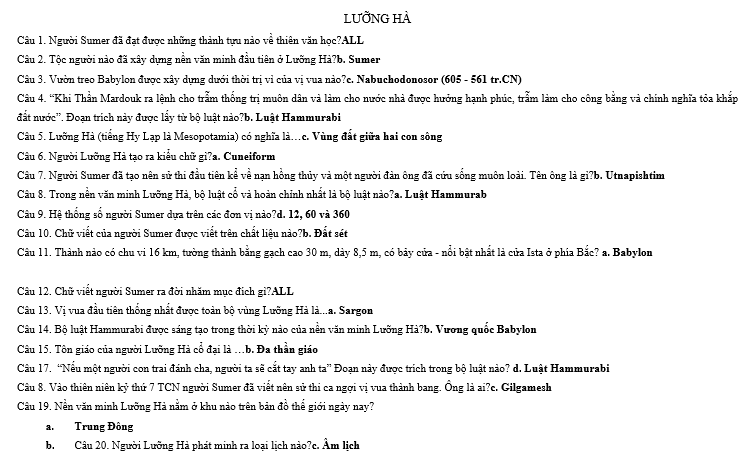 LƯỠNG HÀ
Câu 1. Người Sumer đã đạt được những thành tựu nào về thiên văn học?ALL
Câu 2. Tộc người nào đã xây dựng nền văn minh đầu tiên ở Lưỡng Hà?b. Sumer
Câu 3. Vườn treo Babylon được xây dựng dưới thời trị vì của vị vua nào?c. Nabuchodonosor (605 - 561 tr.CN)
Câu 4. “Khi Thần Mardouk ra lệnh cho trẫm thống trị muôn dân và làm cho nước nhà được hưởng hạnh phúc, trẫm làm cho công bằng và chính nghĩa tỏa khắp
đất nước”. Đoạn trích này được lấy từ bộ luật nào?b. Luật Hammurabi
Câu 5. Lưỡng Hà (tiếng Hy Lạp là Mesopotamia) có nghĩa là…c. Vùng đất giữa hai con sông
Câu 6. Người Lưỡng Hà tạo ra kiểu chữ gì?a. Cuneiform
Câu 7. Người Sumer đã tạo nên sử thi đầu tiên kể về nạn hồng thủy và một người đàn ông đã cứu sống muôn loài. Tên ông là gì?b. Utnapishtim
Câu 8. Trong nền văn minh Lưỡng Hà, bộ luật cổ và hoàn chỉnh nhất là bộ luật nào?a. Luật Hammurab
Câu 9. Hệ thống số người Sumer dựa trên các đơn vị nào?d. 12, 60 và 360
Câu 10. Chữ viết của người Sumer được viết trên chất liệu nào?b. Đất sét
Câu 11. Thành nào có chu vi 16 km, tường thành bằng gạch cao 30 m, dày 8,5 m, có bảy cửa - nổi bật nhất là cửa Ista ở phía Bắc? a. Babylon
Câu 12. Chữ viết người Sumer ra đời nhằm mục đích gì?ALL
Câu 13. Vị vua đầu tiên thống nhất được toàn bộ vùng Lưỡng Hà là...a. Sargon
Câu 14. Bộ luật Hammurabi được sáng tạo trong thời kỳ nào của nền văn minh Lưỡng Hà?b. Vương quốc Babylon
Câu 15. Tôn giáo của người Lưỡng Hà cổ đại là …b. Đa thần giáo
Câu 17. “Nếu một người con trai đánh cha, người ta sẽ cắt tay anh ta” Đoạn này được trích trong bộ luật nào? d. Luật Hammurabi
Câu 8. Vào thiên niên kỷ thứ 7 TCN người Sumer đã viết nên sử thi ca ngợi vị vua thành bang. Ông là ai?c. Gilgamesh
Câu 19. Nền văn minh Lưỡng Hà nằm ở khu nào trên bản đồ thế giới ngày nay?
a. Trung Đông
b. Câu 20. Người Lưỡng Hà phát minh ra loại lịch nào?c. Âm lịch